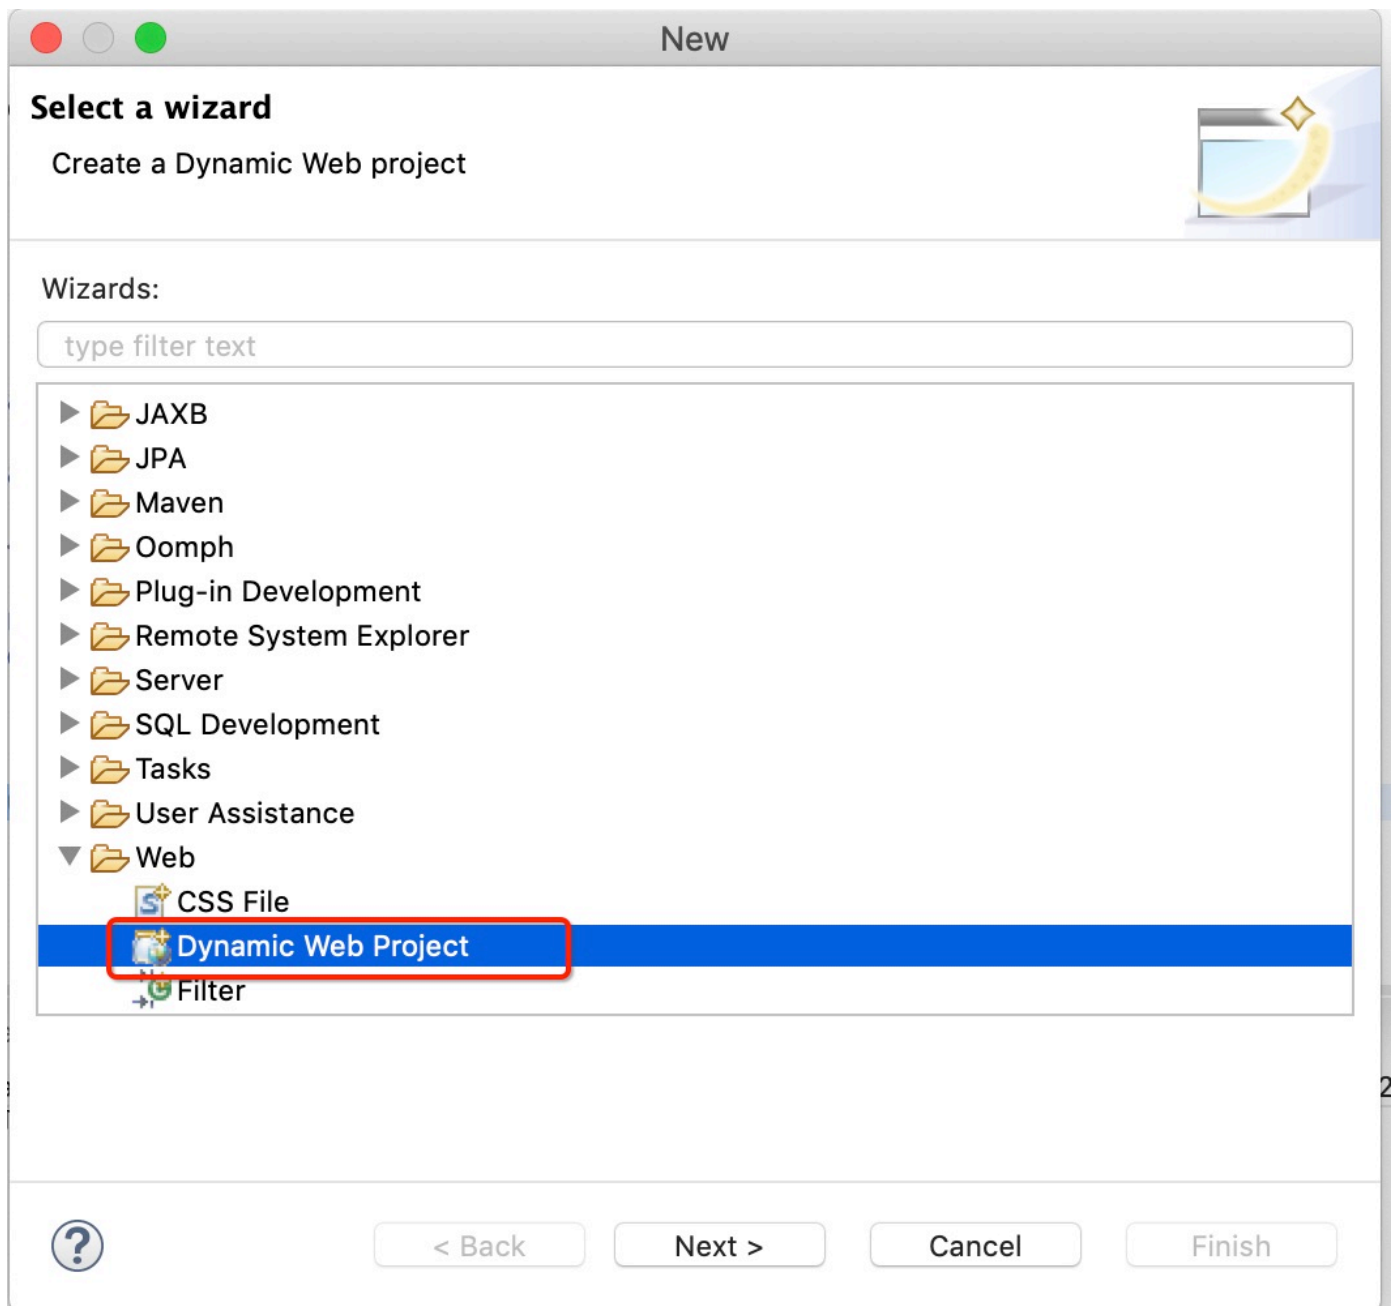 New
Select a wizard
Create a Dynamic Web project
Wizards:
type filter text
JAXB
JPA
Maven
Oomph
Plug-in Development
Remote System Explorer
Server
SQL Development
Tasks
User Assistance
Web
CSS File
Dynamic Web Project
Filter
2
? < Back Next > Cancel Finish